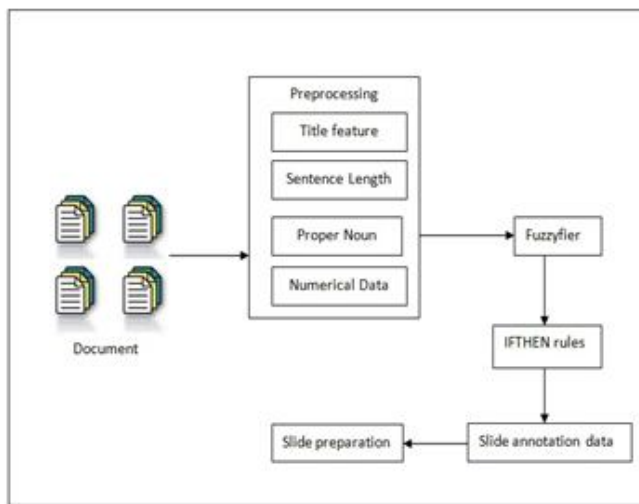 Preprocessing
Title feature
Sentence Length
Proper Noun
Numerical Data
Document
Fuzzyfier
IFTHEN rules
Slide annotation data
Slide preparation